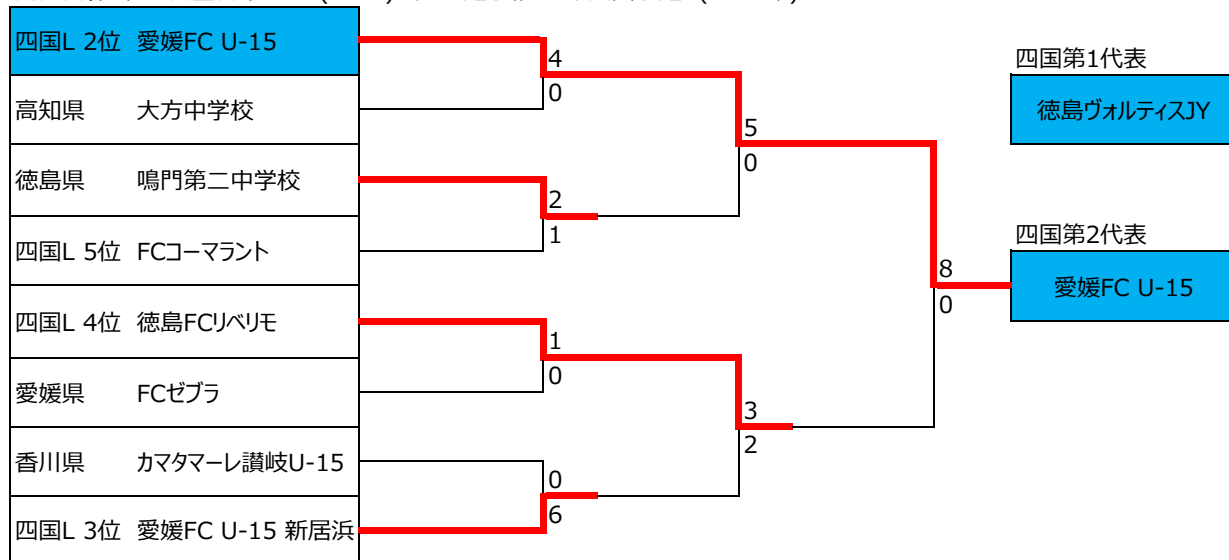 四国L 2位 愛媛FC U-15
高知県 大方中学校
徳島県 鳴門第二中学校
四国L 5位 FCコーマラント
四国L 4位 徳島FCリベリモ
愛媛県 FCゼブラ
香川県 カマタマーレ讃岐U-15
四国L 3位 愛媛FC U-15 新居浜
4
0
2
1
1
0
0
6
5
0
3
2
8
0
四国第1代表
徳島ヴォルティスJY
四国第2代表
愛媛FC U-15